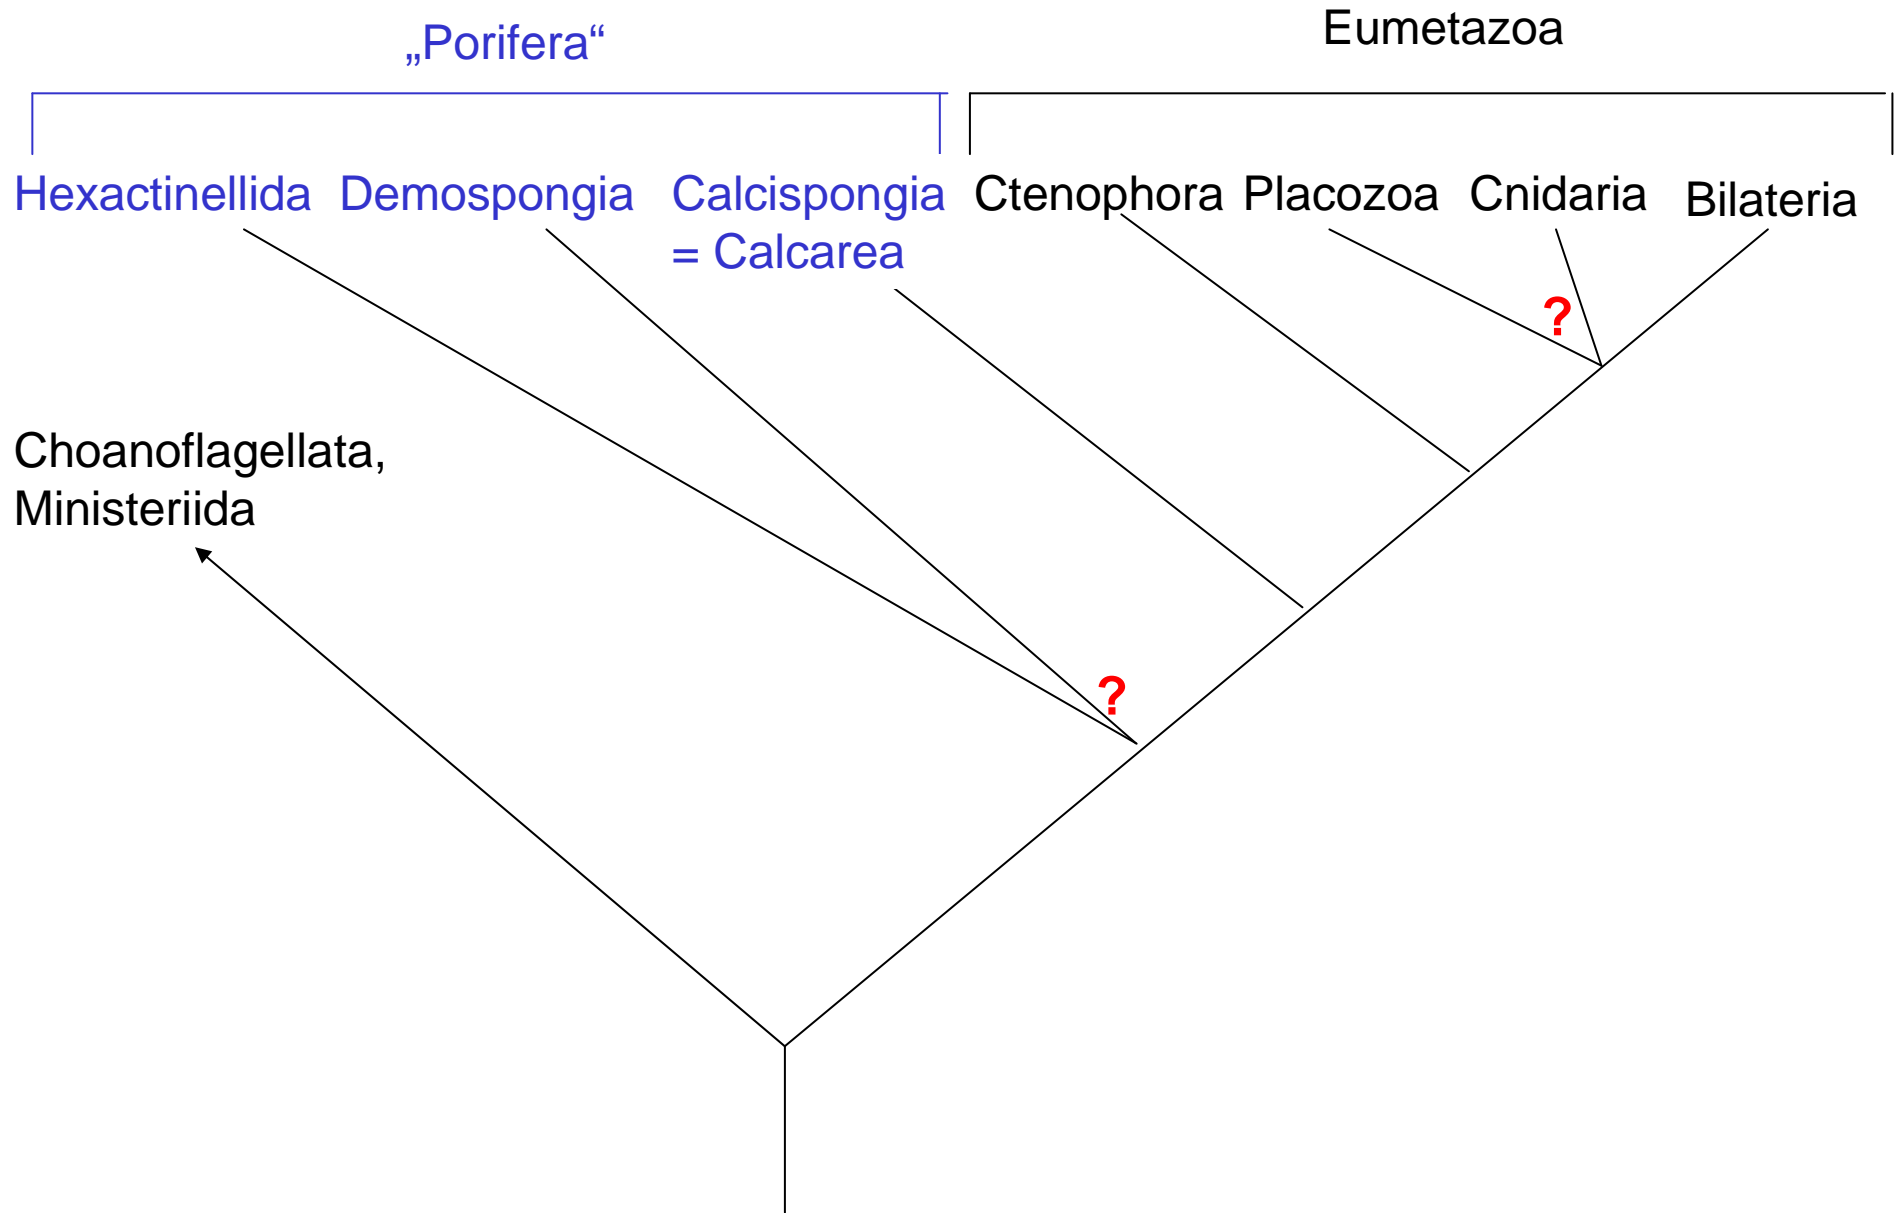 „Porifera“
Eumetazoa
Hexactinellida
Demospongia
Calcispongia
= Calcarea
Ctenophora
Placozoa
Cnidaria
Bilateria
?
Choanoflagellata,
Ministeriida
?